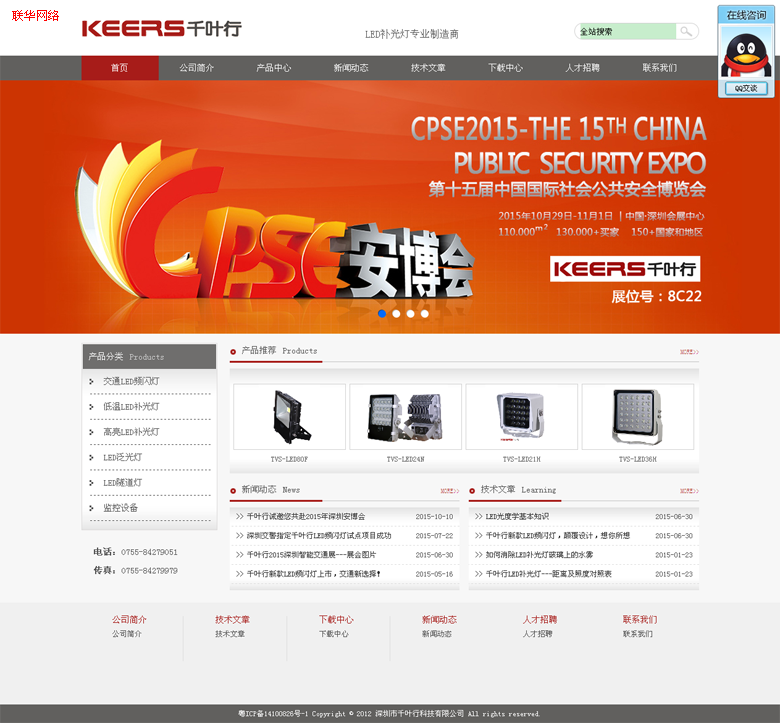 联华网络
KEERS千叶行
LED补光灯专业制造商
全站搜索
在线咨询
QQ交谈
首页 公司简介 产品中心 新闻动态 技术文章 下载中心 人才招聘 联系我们
CPSE2015-THE 15TH CHINA
PUBLIC SECURITY EXPO
第十五届中国国际社会公共安全博览会
2015年10月29日-11月1日 | 中国·深圳会展中心
110.000m² 130.000+买家 150+国家和地区
CPSE安博会
KEERS千叶行
展位号：8C22
产品分类 Products
交通LED频闪灯
低温LED补光灯
高亮LED补光灯
LED泛光灯
LED隧道灯
监控设备
电话：0755-84279051
传真：0755-84279979
产品推荐 Products
MORE>>
TVS-LED80F TVS-LED24N TVS-LED21H TVS-LED36H
新闻动态 News
MORE>>
>> 千叶行诚邀您共赴2015年深圳安博会 2015-10-10
>> 深圳交警指定千叶行LED频闪灯试点项目成功 2015-07-22
>> 千叶行2015深圳智能交通展---展会图片 2015-06-30
>> 千叶行新款LED频闪灯上市，交通新选择! 2015-05-16
技术文章 Learning
MORE>>
>> LED光度学基本知识 2015-06-30
>> 千叶行新款LED频闪灯，颠覆设计，想你所想 2015-06-30
>> 如何消除LED补光灯玻璃上的水雾 2015-01-23
>> 千叶行LED补光灯---距离及照度对照表 2015-01-23
公司简介 技术文章 下载中心 新闻动态 人才招聘 联系我们
公司简介 技术文章 下载中心 新闻动态 人才招聘 联系我们
粤ICP备14100826号-1 Copyright © 2012 深圳市千叶行科技有限公司 All rights reserved.